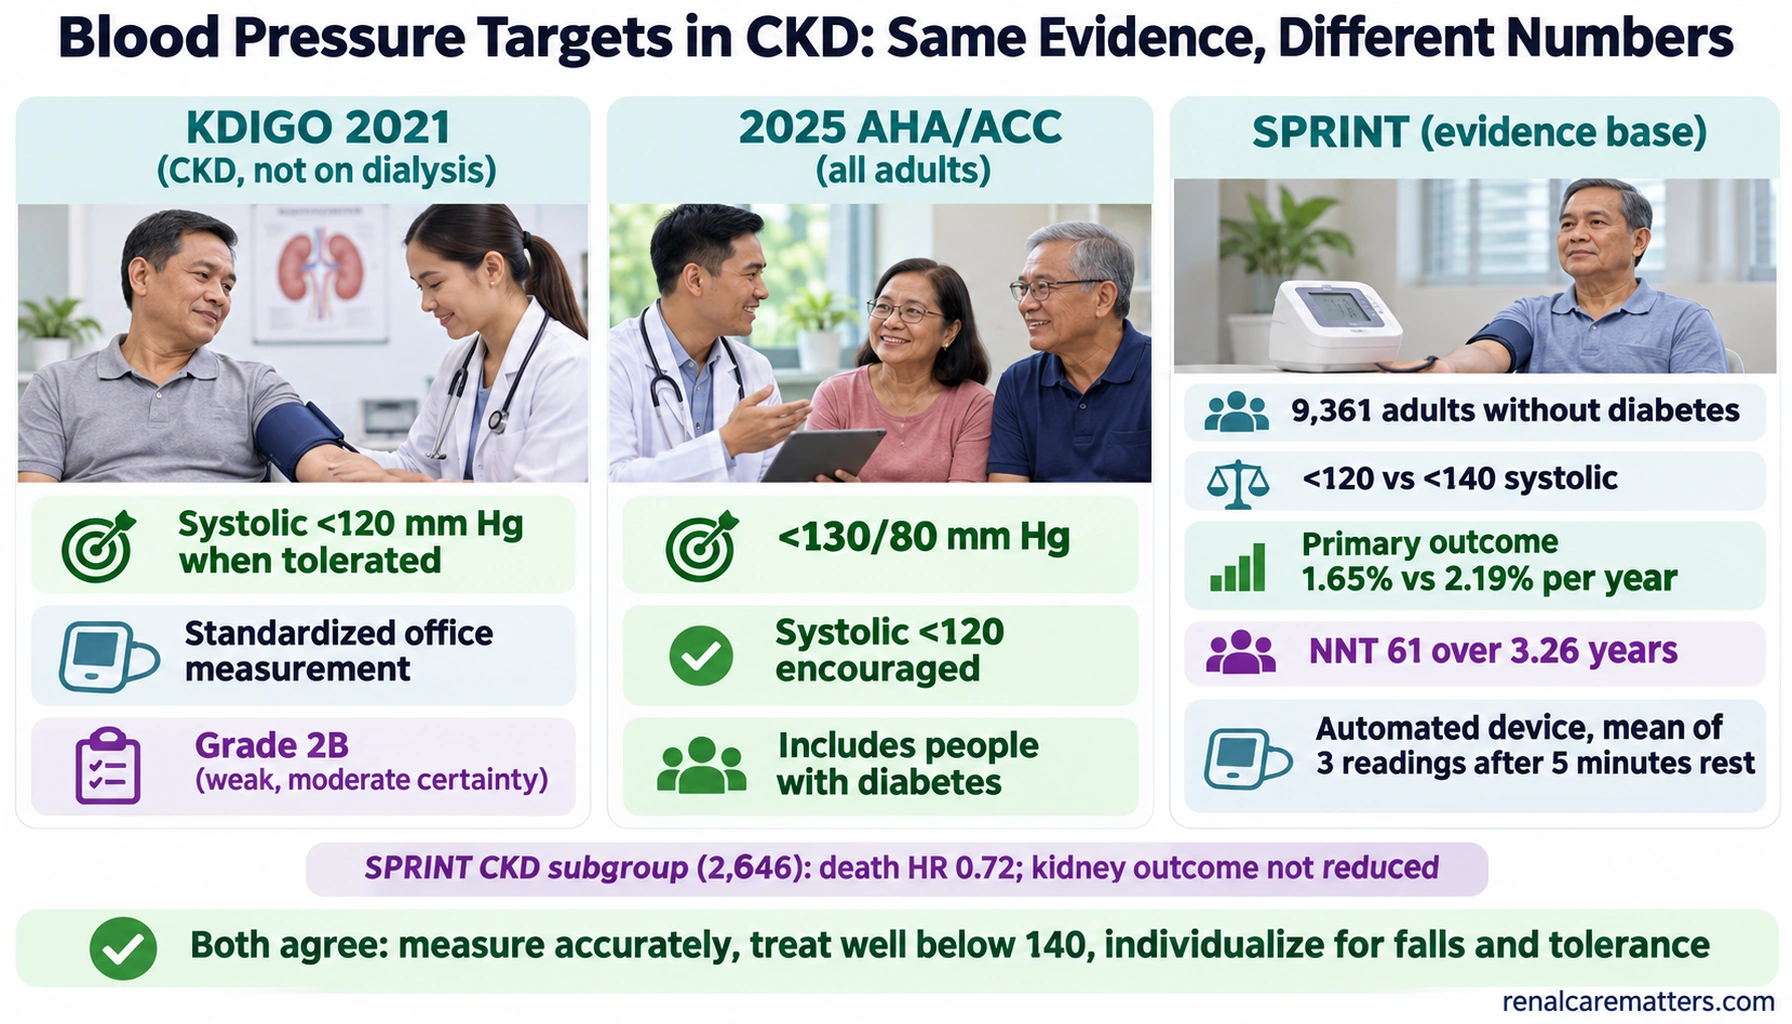 Blood Pressure Targets in CKD: Same Evidence, Different Numbers
KDIGO 2021
(CKD, not on dialysis)
Systolic <120 mm Hg
when tolerated
Standardized office
measurement
Grade 2B
(weak, moderate certainty)
2025 AHA/ACC
(all adults)
<130/80 mm Hg
Systolic <120
encouraged
Includes people
with diabetes
SPRINT (evidence base)
9,361 adults without diabetes
<120 vs <140 systolic
Primary outcome
1.65% vs 2.19% per year
NNT 61 over 3.26 years
Automated device, mean of
3 readings after 5 minutes rest
SPRINT CKD subgroup (2,646): death HR 0.72; kidney outcome not reduced
Both agree: measure accurately, treat well below 140, individualize for falls and tolerance
renalcarematters.com